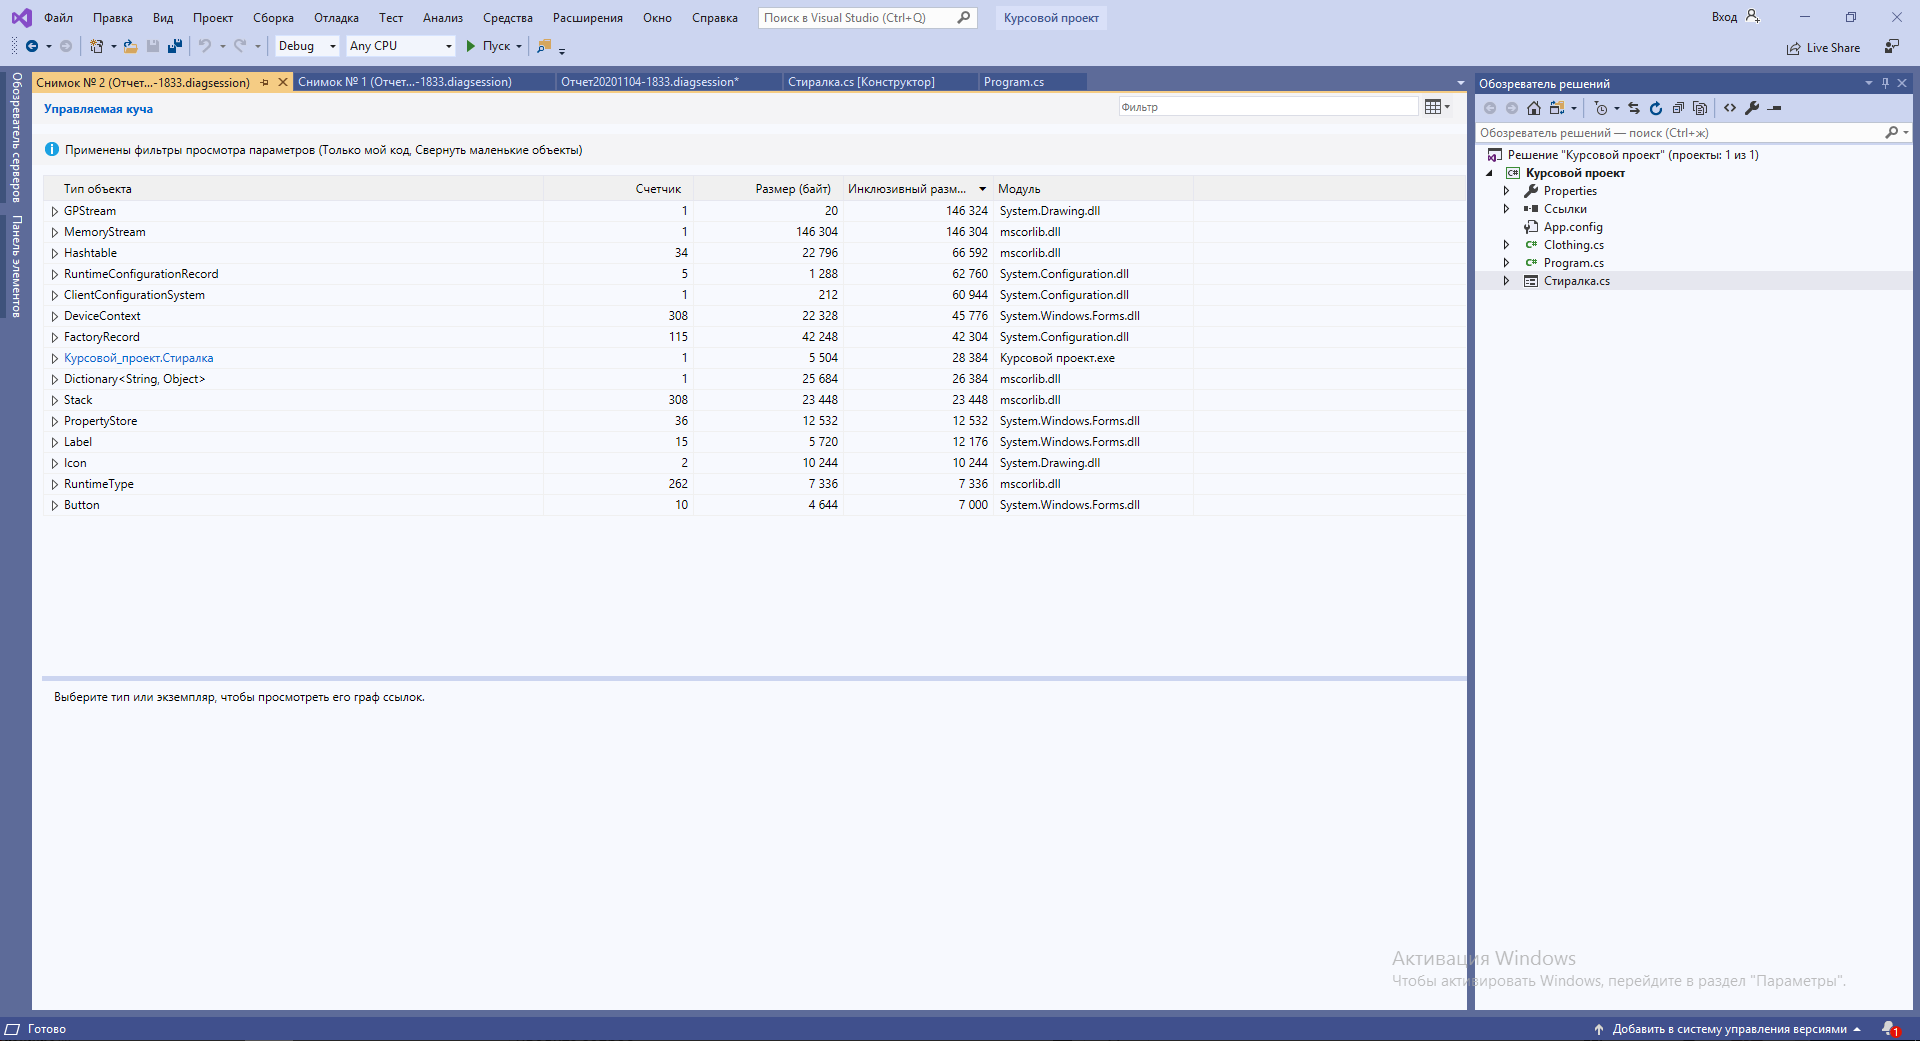 Файл Правка Вид Проект Сборка Отладка Тест Анализ Средства Расширения Окно Справка Поиск в Visual Studio (Ctrl+Q) Курсовой проект Вход
Debug Any CPU Пуск Live Share
Обозреватель серверов
Панель элементов
Снимок № 2 (Отчет...-1833.diagsession) Снимок № 1 (Отчет...-1833.diagsession) Отчет20201104-1833.diagsession* Стиралка.cs [Конструктор] Program.cs
Управляемая куча Фильтр
Применены фильтры просмотра параметров (Только мой код, Свернуть маленькие объекты)
Тип объекта Счетчик Размер (байт) Инклюзивный разм... Модуль
GPStream 1 20 146 324 System.Drawing.dll
MemoryStream 1 146 304 146 304 mscorlib.dll
Hashtable 34 22 796 66 592 mscorlib.dll
RuntimeConfigurationRecord 5 1 288 62 760 System.Configuration.dll
ClientConfigurationSystem 1 212 60 944 System.Configuration.dll
DeviceContext 308 22 328 45 776 System.Windows.Forms.dll
FactoryRecord 115 42 248 42 304 System.Configuration.dll
Курсовой_проект.Стиралка 1 5 504 28 384 Курсовой проект.exe
Dictionary<String, Object> 1 25 684 26 384 mscorlib.dll
Stack 308 23 448 23 448 mscorlib.dll
PropertyStore 36 12 532 12 532 System.Windows.Forms.dll
Label 15 5 720 12 176 System.Windows.Forms.dll
Icon 2 10 244 10 244 System.Drawing.dll
RuntimeType 262 7 336 7 336 mscorlib.dll
Button 10 4 644 7 000 System.Windows.Forms.dll
Выберите тип или экземпляр, чтобы просмотреть его граф ссылок.
Обозреватель решений
Обозреватель решений — поиск (Ctrl+ж)
Решение "Курсовой проект" (проекты: 1 из 1)
Курсовой проект
Properties
Ссылки
App.config
Clothing.cs
Program.cs
Стиралка.cs
Активация Windows
Чтобы активировать Windows, перейдите в раздел "Параметры".
Готово Добавить в систему управления версиями 1